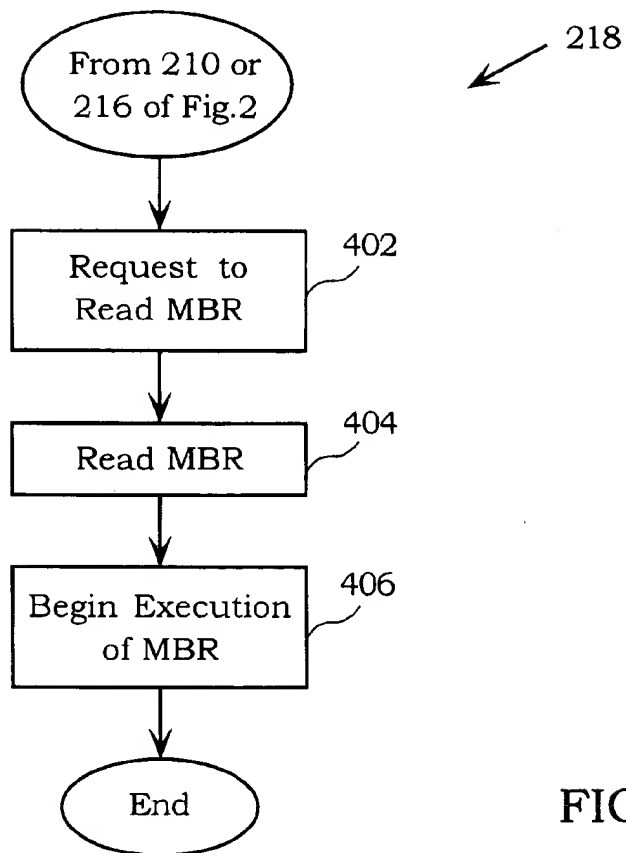 From 210 or
216 of Fig.2
218
402
Request to
Read MBR
404
Read MBR
406
Begin Execution
of MBR
End
FIG